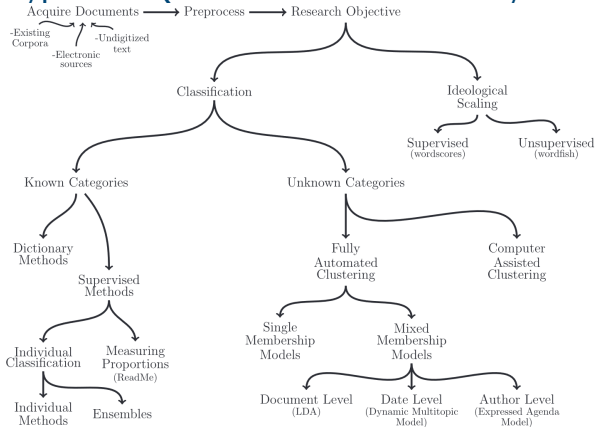 Acquire Documents
Preprocess
Research Objective
-Existing
Corpora
-Electronic
sources
-Undigitized
text
Classification
Ideological
Scaling
Supervised
(wordscores)
Unsupervised
(wordfish)
Known Categories
Unknown Categories
Dictionary
Methods
Supervised
Methods
Fully
Automated
Clustering
Computer
Assisted
Clustering
Individual
Classification
Measuring
Proportions
(ReadMe)
Single
Membership
Models
Mixed
Membership
Models
Individual
Methods
Ensembles
Document Level
(LDA)
Date Level
(Dynamic Multitopic
Model)
Author Level
(Expressed Agenda
Model)